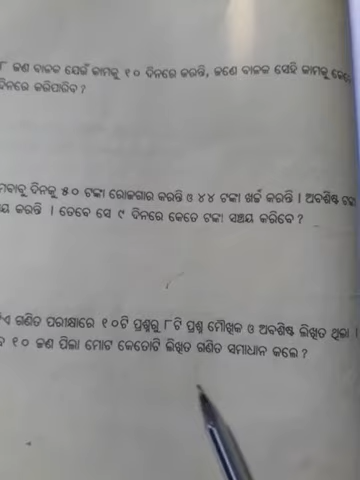 ୮ ଜଣ ବାଳକ ଯେଉଁ କାମକୁ ୧୦ ଦିନରେ କରନ୍ତି, ଜଣେ ବାଳକ ସେହି କାମକୁ
ଦିନରେ କରିପାରିବ ?
ଦିନକୁ ୫୦ ଟଙ୍କା ରୋଜଗାର କରନ୍ତି ଓ ୪୪ ଟଙ୍କା ଖର୍ଚ୍ଚ କରନ୍ତି । ଅବଶିଷ୍ଟ
କରନ୍ତି । ତେବେ ସେ ୯ ଦିନରେ କେତେ ଟଙ୍କା ସଞ୍ଚୟ କରିବେ ?
ଗଣିତ ପରୀକ୍ଷାରେ ୧୦ଟି ପ୍ରଶ୍ନରୁ ୮ଟି ପ୍ରଶ୍ନ ମୌଖିକ ଓ ଅବଶିଷ୍ଟ ଲିଖିତ ଥିଲା ।
୧୦ ଜଣ ପିଲା ମୋଟ କେତୋଟି ଲିଖିତ ଗଣିତ ସମାଧାନ କଲେ ?